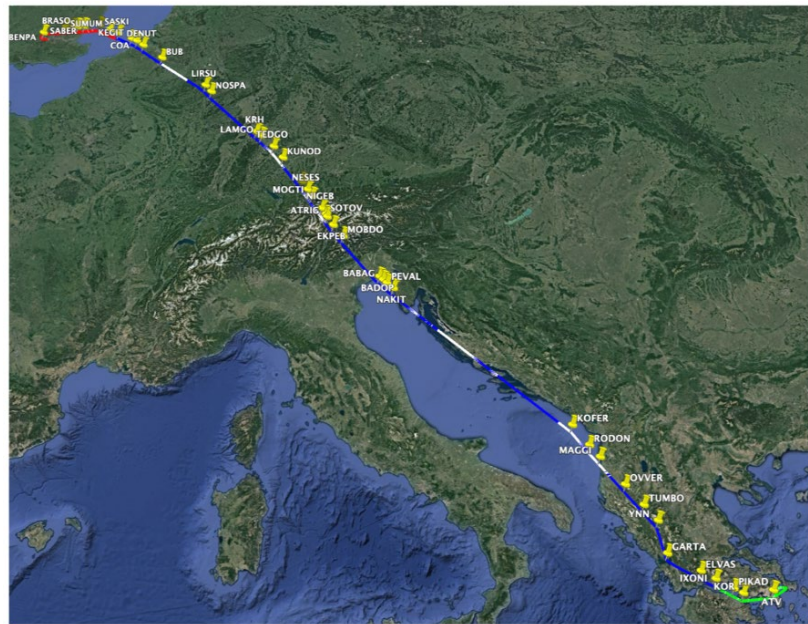 BRASO
SUMUM
SASKI
BENPA
SABER
KEGIT
DENUT
COA
BUB
LIRSU
NOSPA
KRH
LAMGO
TEDGO
KUNOD
NESES
MOGTI
NIGEB
ATRIE
SOTOV
EKPEB
MOBDO
BABAG
PEVAL
BADOP
NAKIT
KOFER
RODON
MAGGI
OVVER
TUMBO
YNN
GARTA
ELVAS
IXONI
KOR
PIKAD
ATV